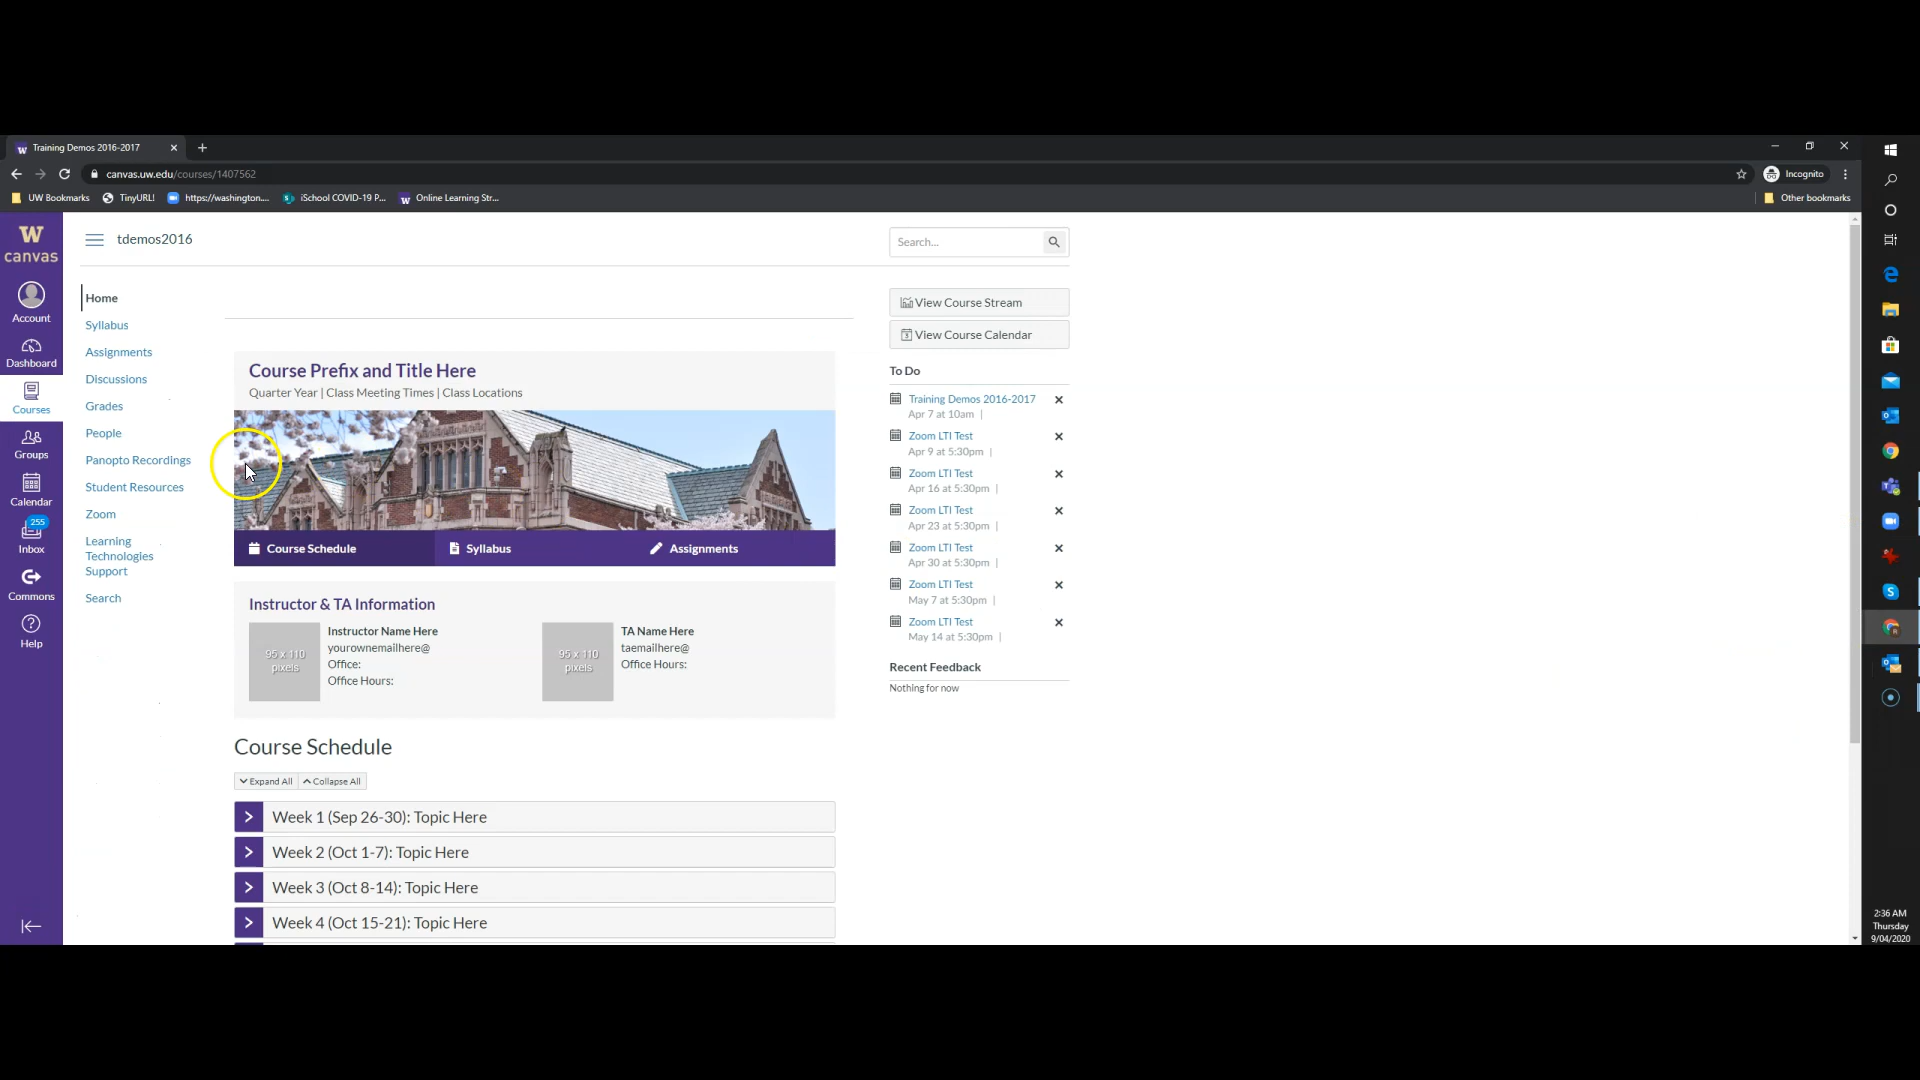 Training Demos 2016-2017
canvas.uw.edu/courses/1407562
Incognito
UW Bookmarks
TinyURL!
https://washington....
iSchool COVID-19 P...
Online Learning Str...
Other bookmarks
W
canvas
Account
Dashboard
Courses
Groups
Calendar
255
Inbox
Commons
Help
tdemos2016
Home
Syllabus
Assignments
Discussions
Grades
People
Panopto Recordings
Student Resources
Zoom
Learning
Technologies
Support
Search
Course Prefix and Title Here
Quarter Year | Class Meeting Times | Class Locations
Course Schedule
Syllabus
Assignments
Instructor & TA Information
95 x 110
pixels
Instructor Name Here
yourownemailhere@
Office:
Office Hours:
95 x 110
pixels
TA Name Here
taemailhere@
Office Hours:
Course Schedule
Expand All
Collapse All
Week 1 (Sep 26-30): Topic Here
Week 2 (Oct 1-7): Topic Here
Week 3 (Oct 8-14): Topic Here
Week 4 (Oct 15-21): Topic Here
Search...
View Course Stream
View Course Calendar
To Do
Training Demos 2016-2017
Apr 7 at 10am |
Zoom LTI Test
Apr 9 at 5:30pm |
Zoom LTI Test
Apr 16 at 5:30pm |
Zoom LTI Test
Apr 23 at 5:30pm |
Zoom LTI Test
Apr 30 at 5:30pm |
Zoom LTI Test
May 7 at 5:30pm |
Zoom LTI Test
May 14 at 5:30pm |
Recent Feedback
Nothing for now
2:36 AM
Thursday
9/04/2020